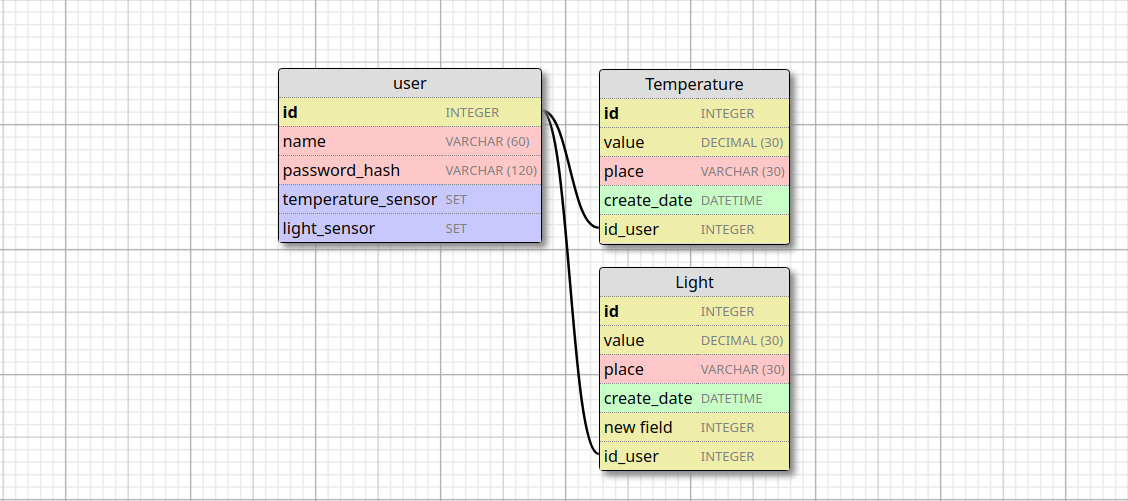 user
id INTEGER
name VARCHAR (60)
password_hash VARCHAR (120)
temperature_sensor SET
light_sensor SET
Temperature
id INTEGER
value DECIMAL (30)
place VARCHAR (30)
create_date DATETIME
id_user INTEGER
Light
id INTEGER
value DECIMAL (30)
place VARCHAR (30)
create_date DATETIME
new field INTEGER
id_user INTEGER